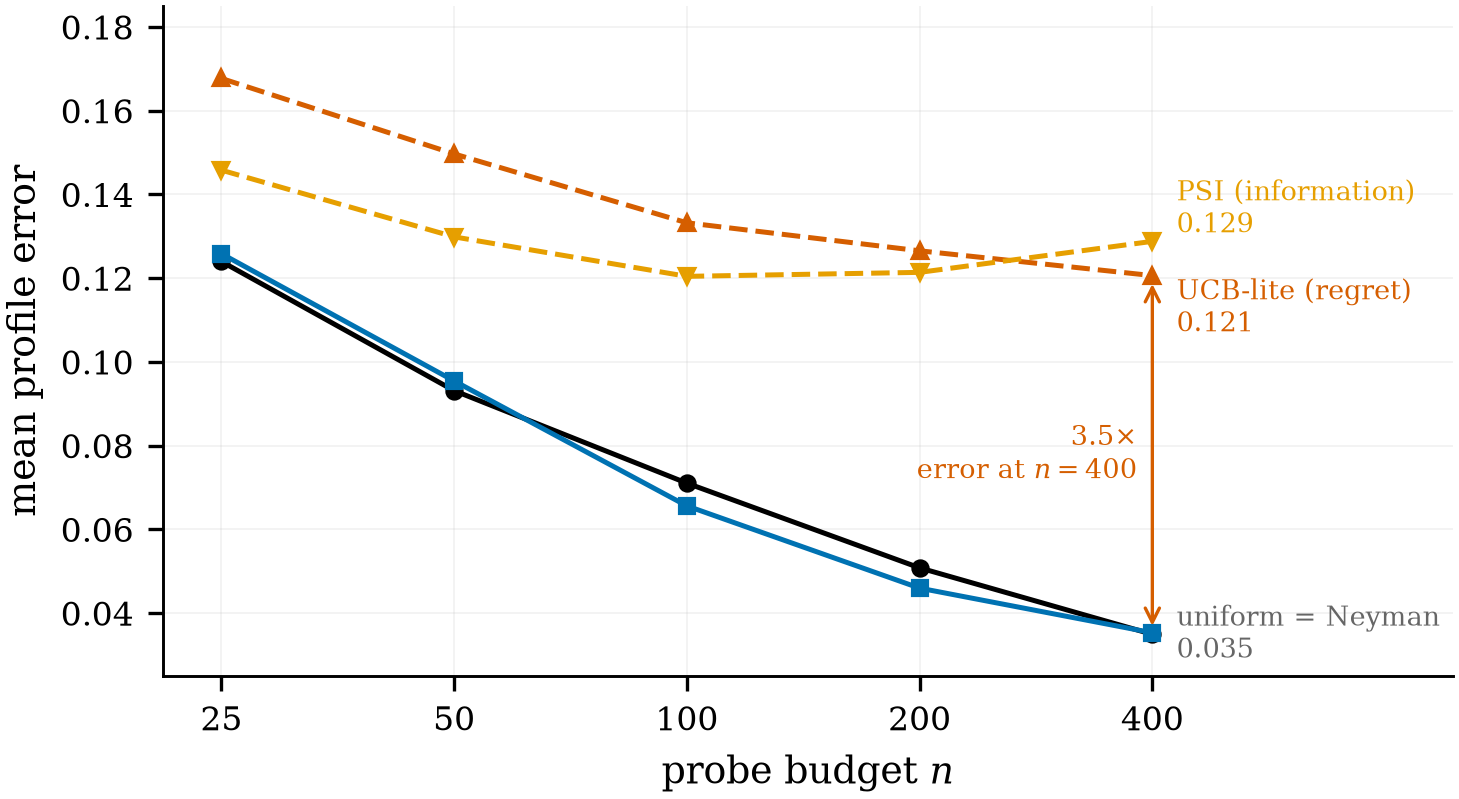 0.18
0.16
0.14
0.12
0.10
0.08
0.06
0.04
mean profile error
PSI (information)
0.129
UCB-lite (regret)
0.121
3.5×
error at n = 400
uniform = Neyman
0.035
25 50 100 200 400
probe budget n